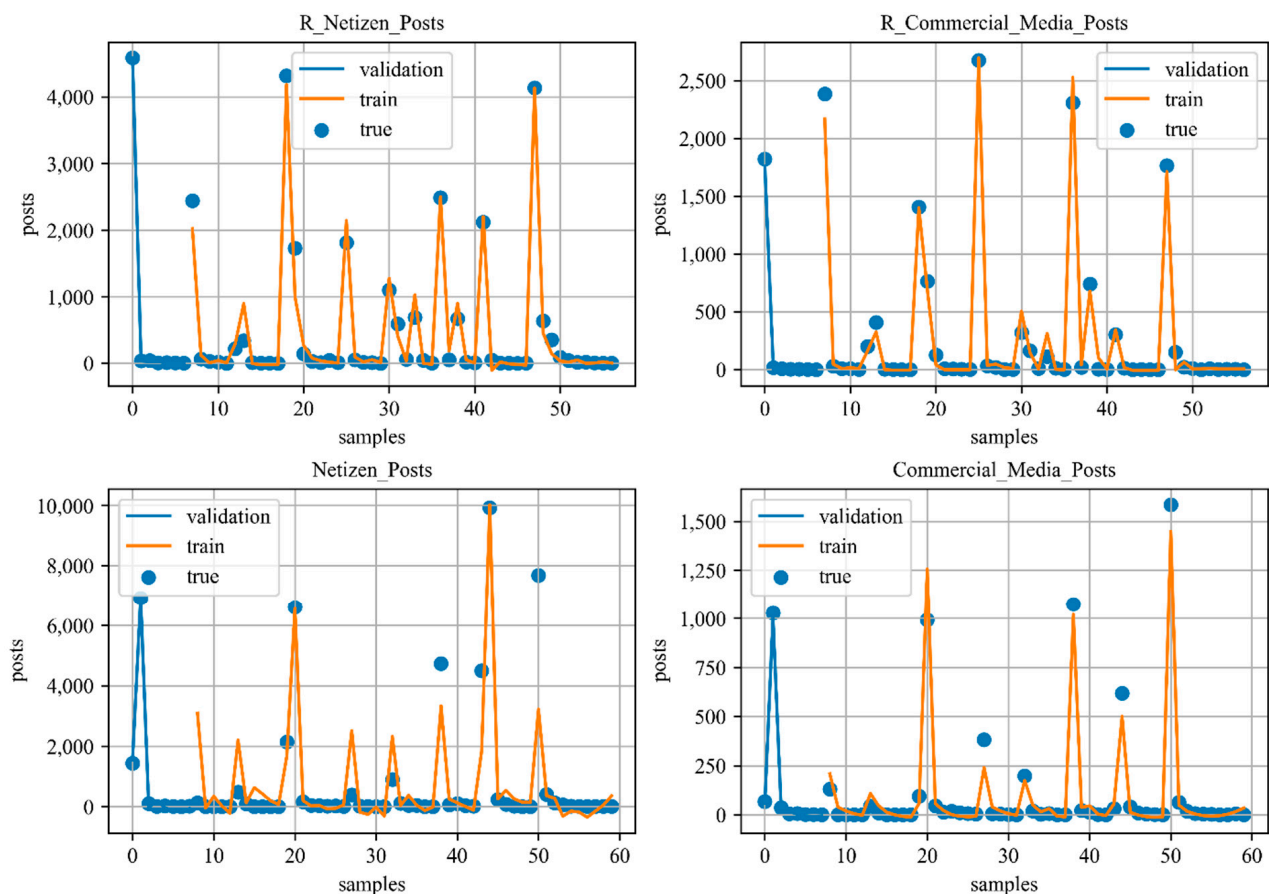 R_Netizen_Posts
validation
train
true
4,000
3,000
2,000
1,000
0
posts
0 10 20 30 40 50
samples
R_Commercial_Media_Posts
validation
train
true
2,500
2,000
1,500
1,000
500
0
posts
0 10 20 30 40 50
samples
Netizen_Posts
validation
train
true
10,000
8,000
6,000
4,000
2,000
0
posts
0 10 20 30 40 50 60
samples
Commercial_Media_Posts
validation
train
true
1,500
1,250
1,000
750
500
250
0
posts
0 10 20 30 40 50 60
samples